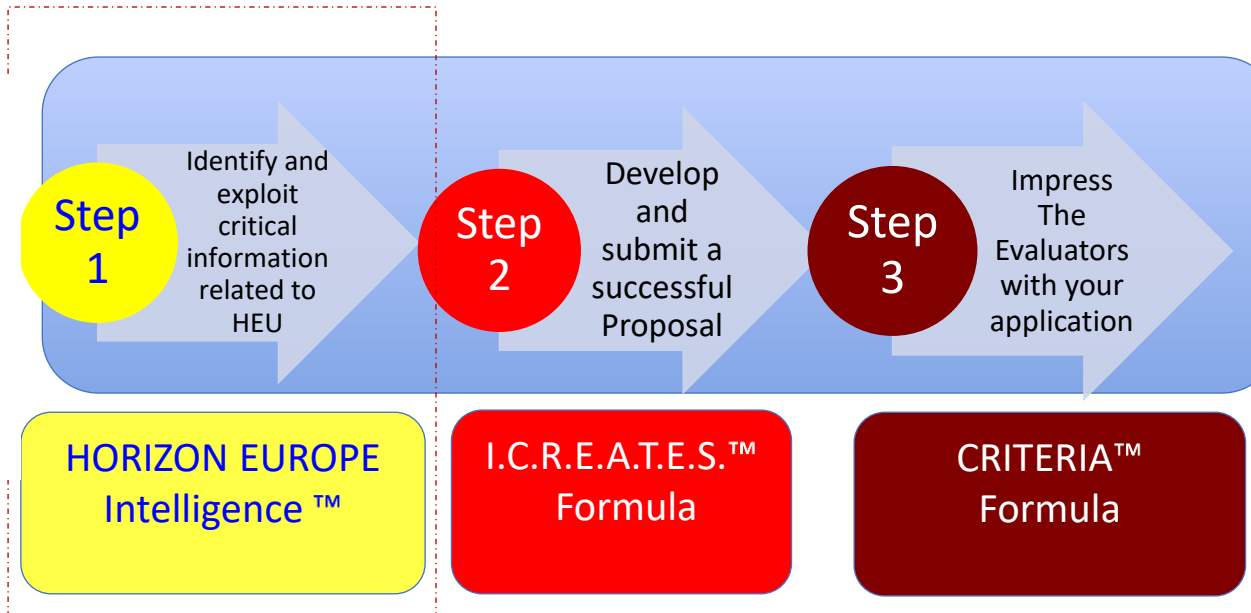 Step
1
Identify and
exploit
critical
information
related to
HEU
Step
2
Develop
and
submit a
successful
Proposal
Step
3
Impress
The
Evaluators
with your
application
HORIZON EUROPE
Intelligence ™
I.C.R.E.A.T.E.S.™
Formula
CRITERIA™
Formula